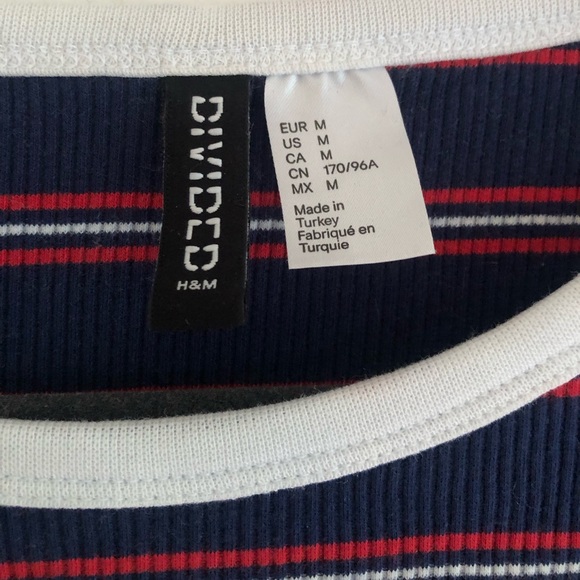 DIVIDED
H&M
EUR M
US M
CA M
CN 170/96A
MX M
Made in
Turkey
Fabriqué en
Turquie